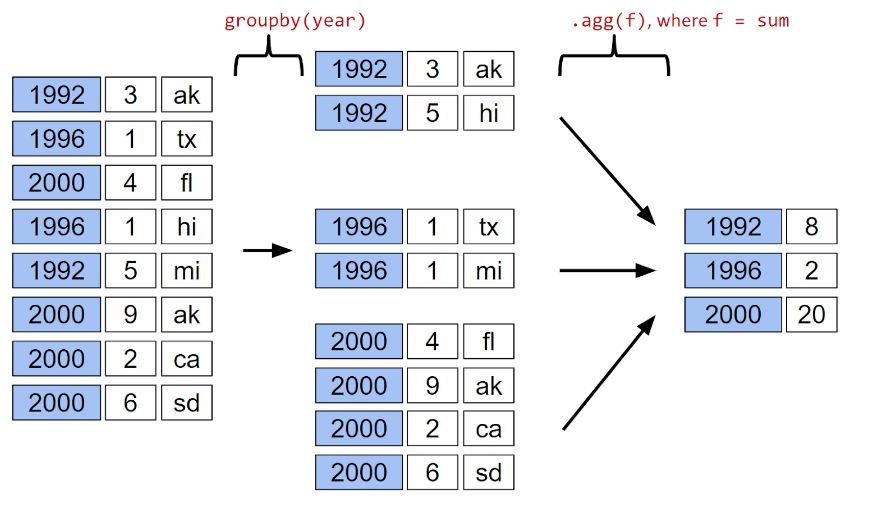 groupby(year)
.agg(f), where f = sum
1992 3 ak
1996 1 tx
2000 4 fl
1996 1 hi
1992 5 mi
2000 9 ak
2000 2 ca
2000 6 sd
1992 3 ak
1992 5 hi
1996 1 tx
1996 1 mi
2000 4 fl
2000 9 ak
2000 2 ca
2000 6 sd
1992 8
1996 2
2000 20